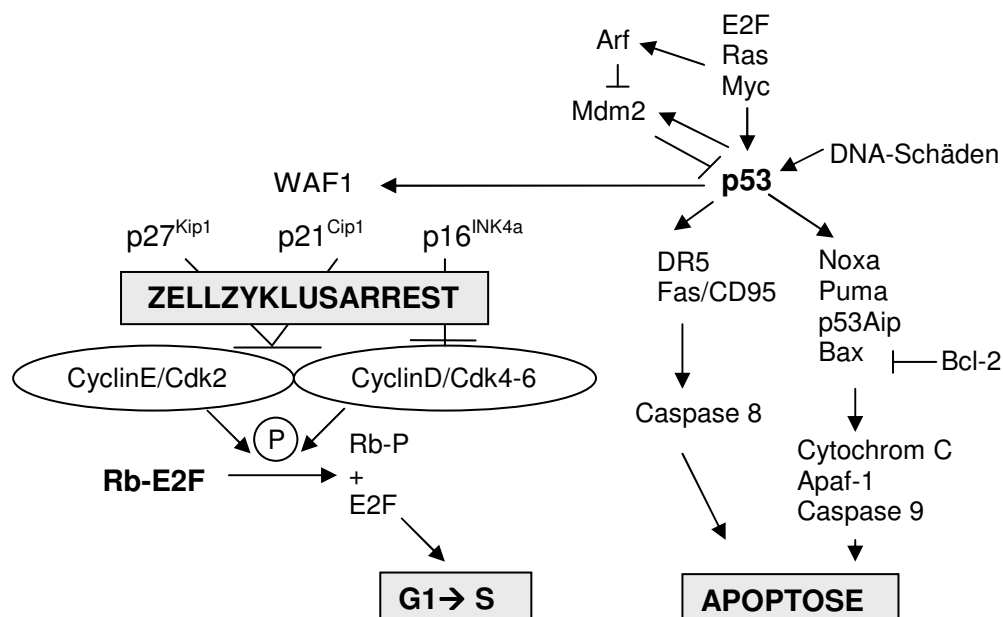 E2F
Ras
Myc
Arf
Mdm2
DNA-Schäden
p53
WAF1
p27Kip1 p21Cip1 p16INK4a
ZELLZYKLUSARREST
CyclinE/Cdk2
CyclinD/Cdk4-6
P
Rb-E2F
Rb-P
+
E2F
G1→ S
DR5
Fas/CD95
Caspase 8
Noxa
Puma
p53Aip
Bax
Bcl-2
Cytochrom C
Apaf-1
Caspase 9
APOPTOSE